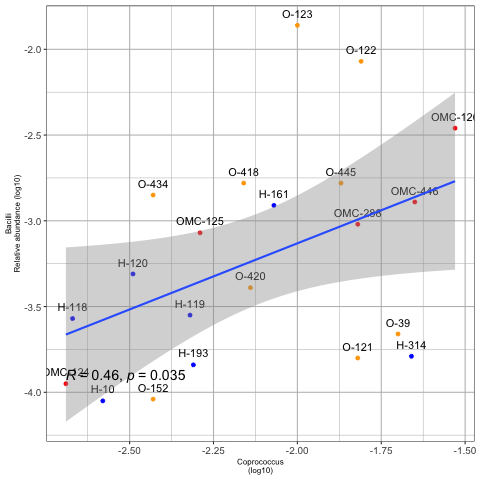 O-123
-2.0
O-122
OMC-126
-2.5
O-418
O-445
O-434
H-161
OMC-446
OMC-125
OMC-288
-3.0
Bacilli
Relative abundance (log10)
H-120
O-420
H-118
H-119
-3.5
O-39
H-193
O-121
H-314
R = 0.46, p = 0.035
H-10
O-152
-4.0
-2.50
-2.25
-2.00
-1.75
-1.50
Coprococcus
(log10)